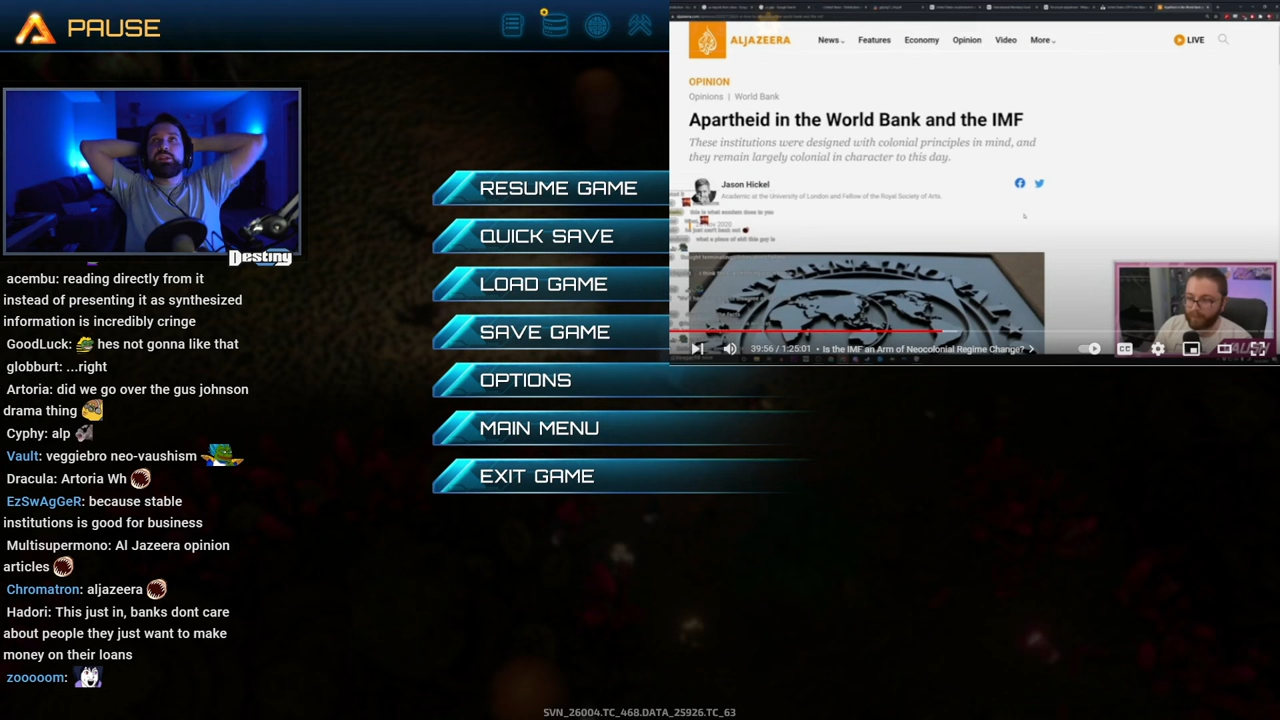 PAUSE
Destiny
acembu: reading directly from it
instead of presenting it as synthesized
information is incredibly cringe
GoodLuck: hes not gonna like that
globburt: ...right
Artoria: did we go over the gus johnson
drama thing
Cyphy: alp
Vault: veggiebro neo-vaushism
Dracula: Artoria Wh
EzSwAgGeR: because stable
institutions is good for business
Multisupermono: Al Jazeera opinion
articles
Chromatron: aljazeera
Hadori: This just in, banks dont care
about people they just want to make
money on their loans
zooooom:
RESUME GAME
QUICK SAVE
LOAD GAME
SAVE GAME
OPTIONS
MAIN MENU
EXIT GAME
ALJAZEERA
News
Features
Economy
Opinion
Video
More
LIVE
OPINION
Opinions | World Bank
Apartheid in the World Bank and the IMF
These institutions were designed with colonial principles in mind, and
they remain largely colonial in character to this day.
Jason Hickel
Academic at the University of London and Fellow of the Royal Society of Arts.
2020
39:56 / 1:25:01 • Is the IMF an Arm of Neocolonial Regime Change?
CC
SVN_26004.TC_468.DATA_25926.TC_63